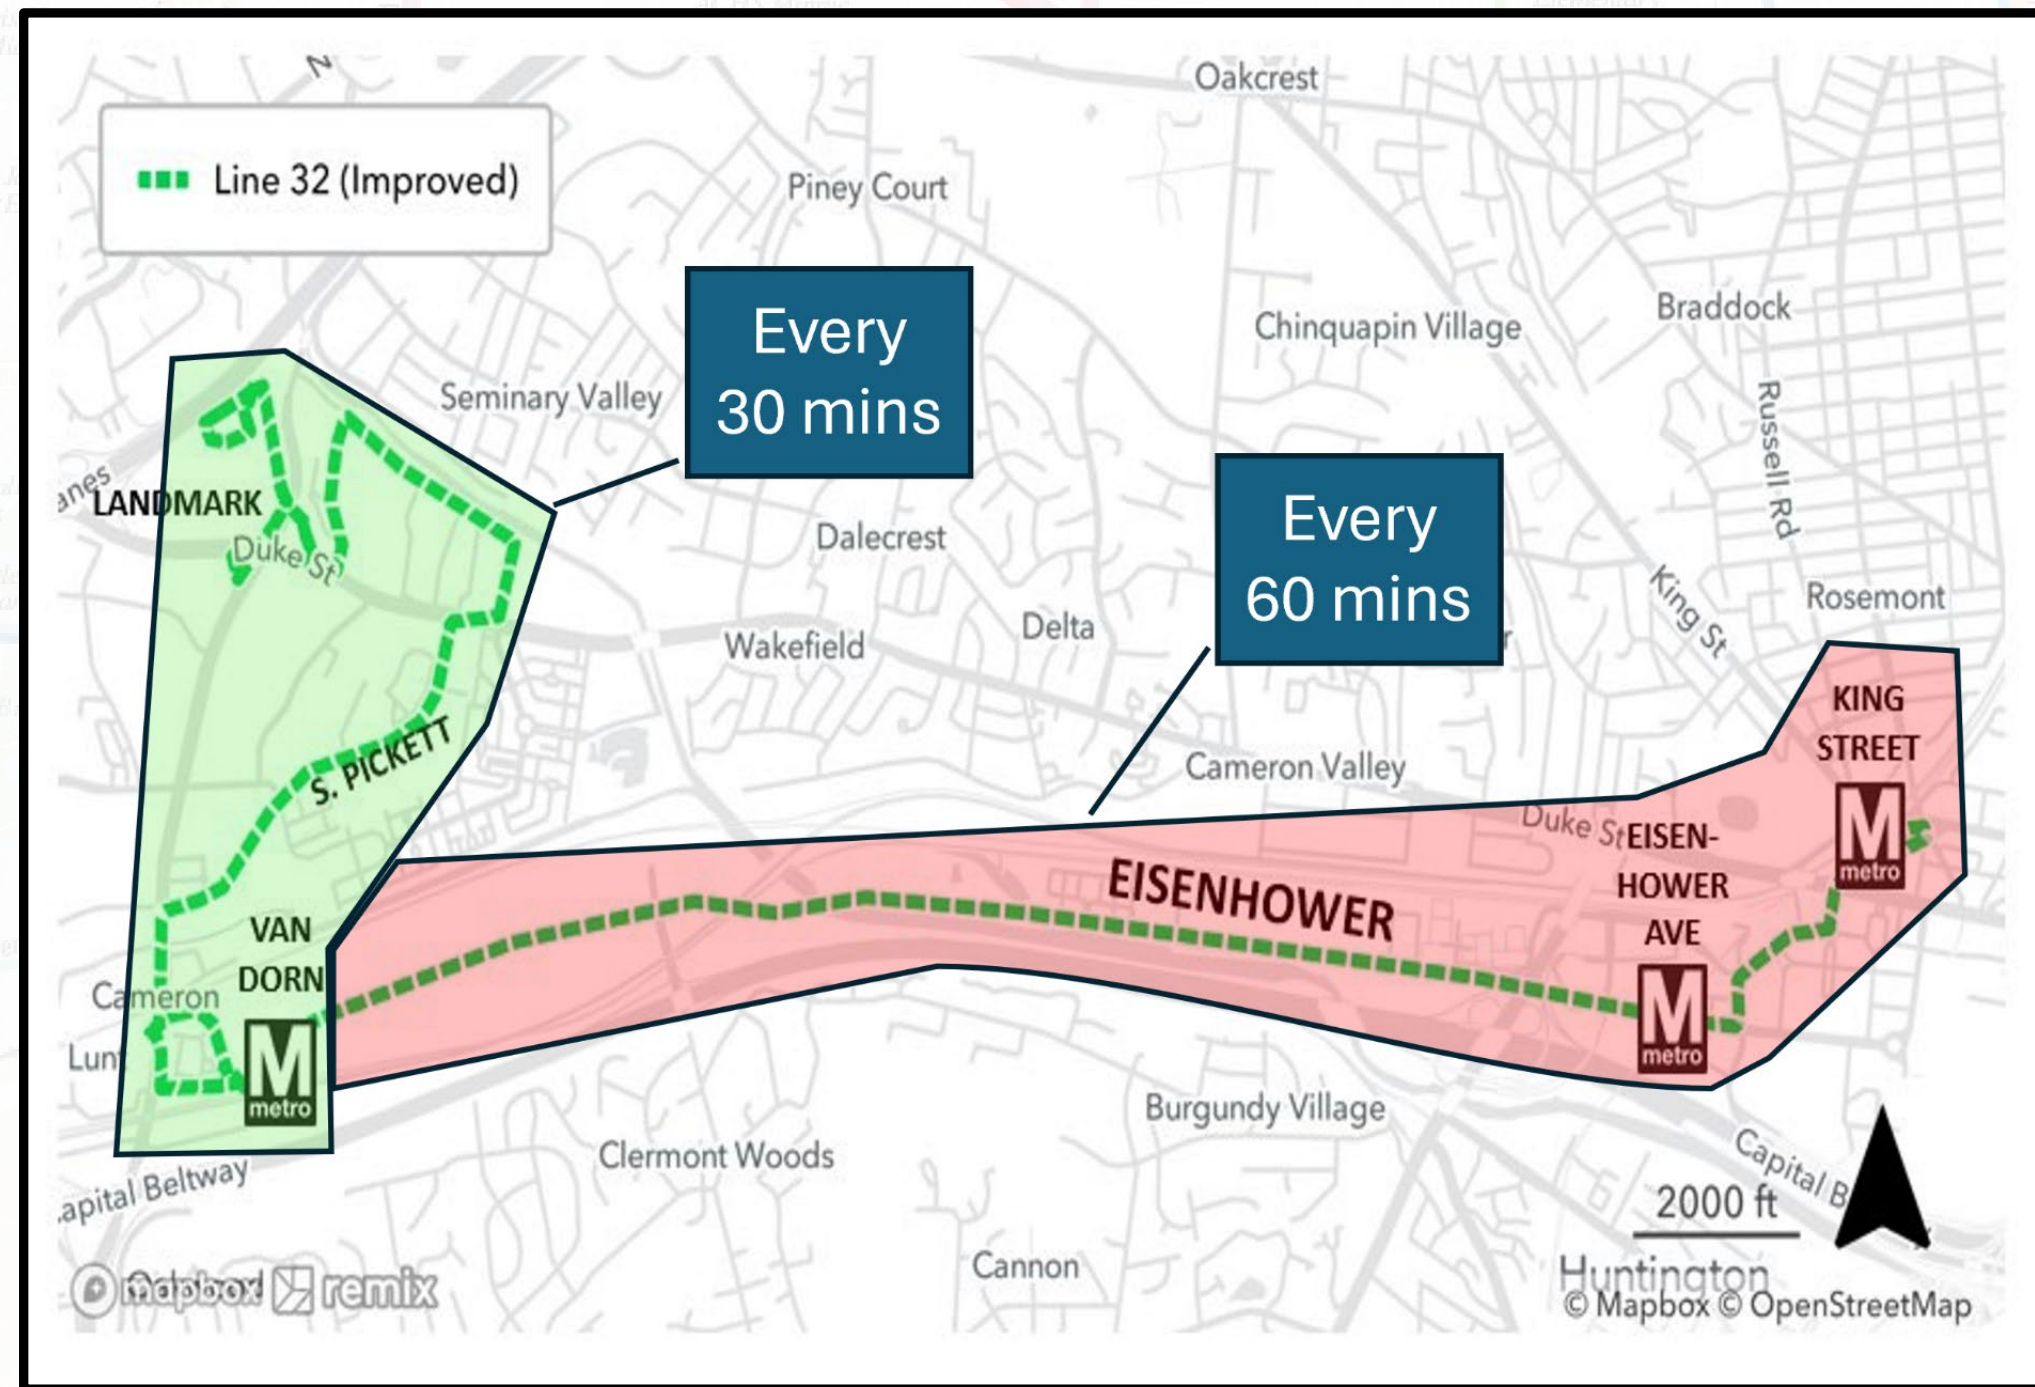 Oakcrest
N
Line 32 (Improved)
Piney Court
Every
30 mins
Braddock
Chinquapin Village
Seminary Valley
Russell Rd
Every
60 mins
LANDMARK
Duke St
Dalecrest
King St
Rosemont
Delta
Wakefield
KING
STREET
S. PICKETT
Cameron Valley
Duke St
EISEN-
HOWER
AVE
metro
EISENHOWER
VAN
DORN
Cameron
metro
metro
Burgundy Village
Clermont Woods
Capital B
apital Beltway
2000 ft
Cannon
Huntington
mapbox remix
© Mapbox © OpenStreetMap